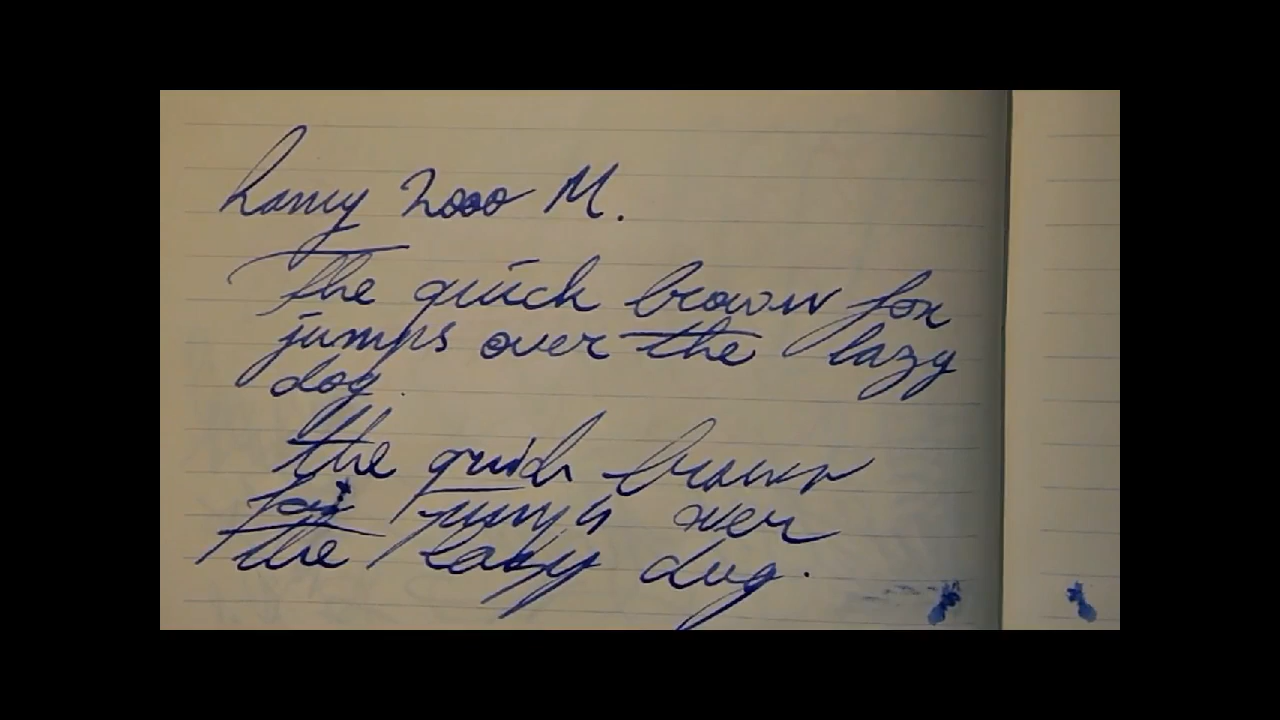 Lamy 2000 M.
The quick brown fox
jumps over the lazy
dog.
the quick brown
fox jumps over
the lazy dog.